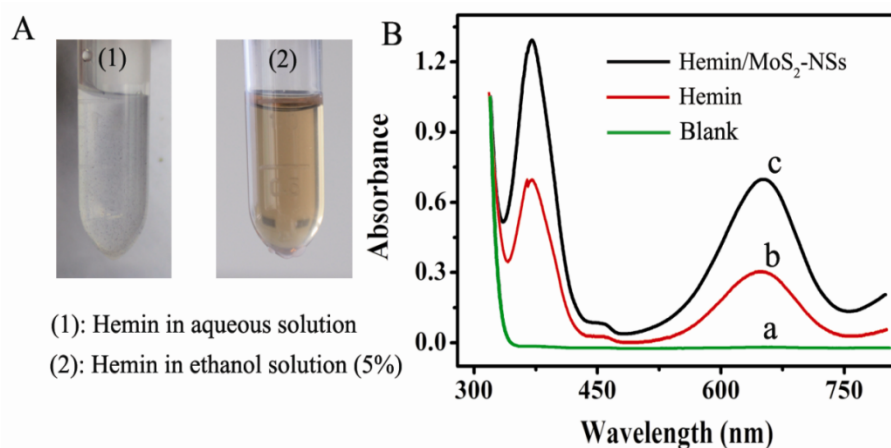 A
(1)
(2)
(1): Hemin in aqueous solution
(2): Hemin in ethanol solution (5%)
B
Hemin/MoS2-NSs
Hemin
Blank
c
b
a
Absorbance
1.2
0.9
0.6
0.3
0.0
300 450 600 750
Wavelength (nm)